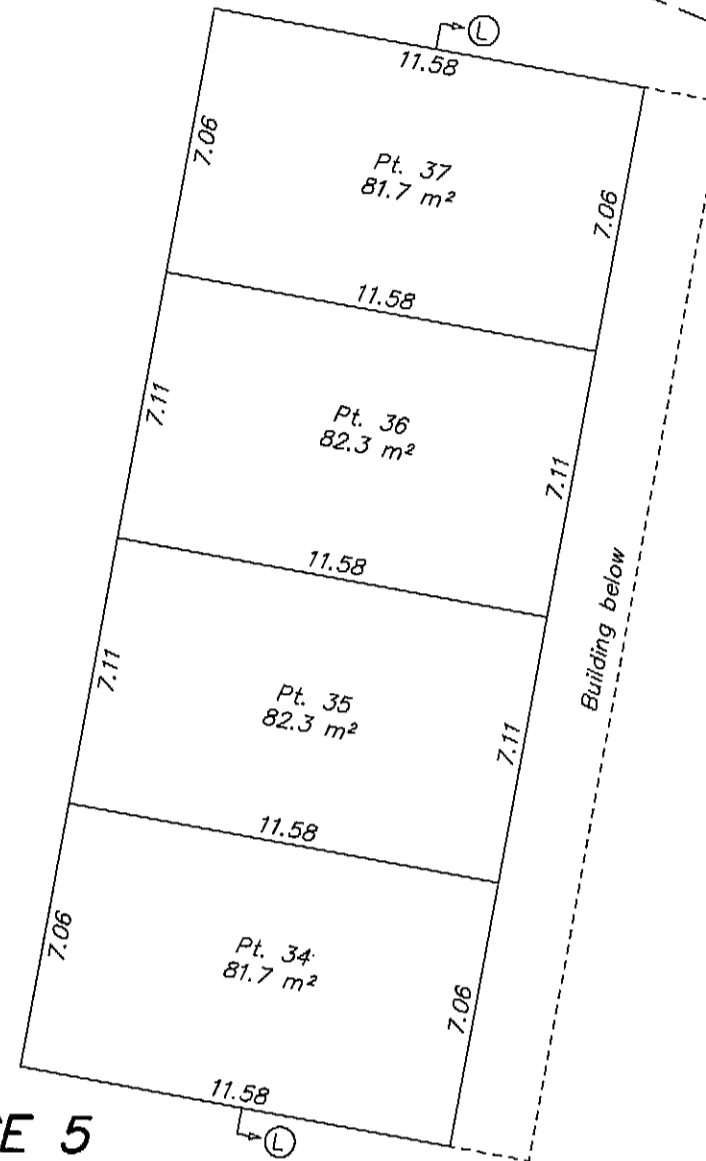 L
11.58
7.06
Pt. 37
81.7 m²
7.06
11.58
7.11
Pt. 36
82.3 m²
7.11
11.58
Building below
7.11
Pt. 35
82.3 m²
7.11
11.58
7.06
Pt. 34
81.7 m²
7.06
11.58
L
E 5